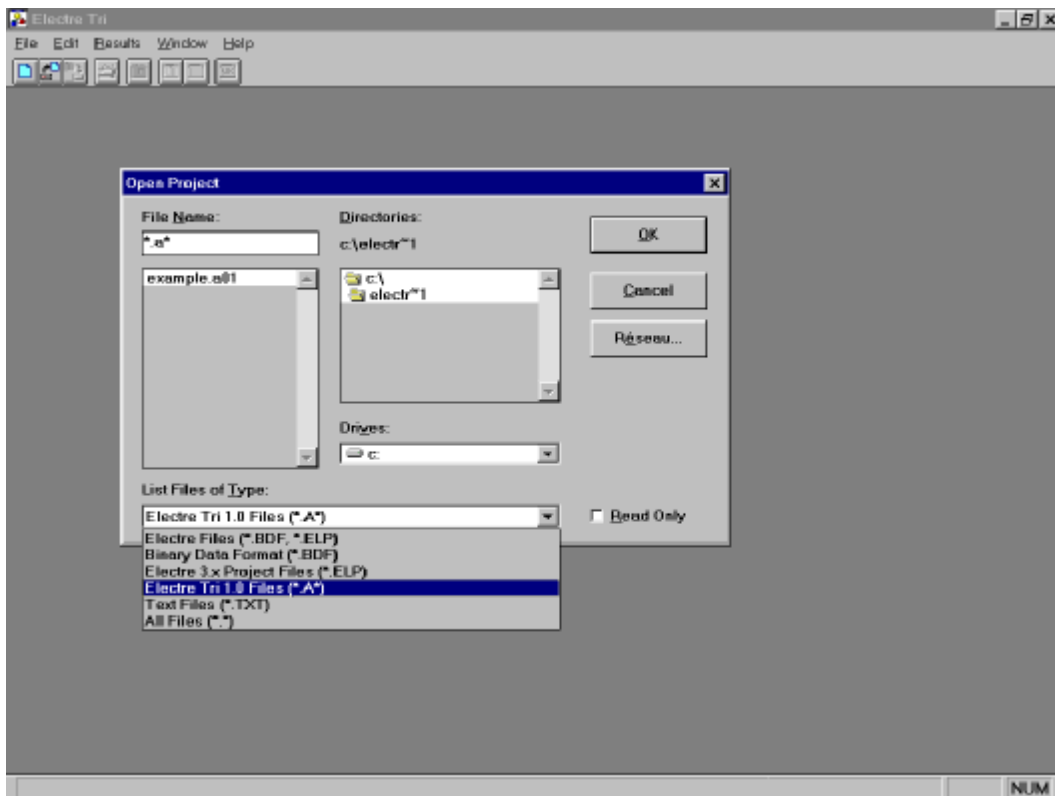 Electre Tri
File Edit Results Window Help
Open Project
File Name:
*.a*
example.a01
Directories:
c:\electr~1
c:\
electr~1
OK
Cancel
Réseau...
Drives:
c:
List Files of Type:
Electre Tri 1.0 Files (*.A*)
Read Only
Electre Files (*.BDF, *.ELP)
Binary Data Format (*.BDF)
Electre 3.x Project Files (*.ELP)
Electre Tri 1.0 Files (*.A*)
Text Files (*.TXT)
All Files (*.*)
NUM